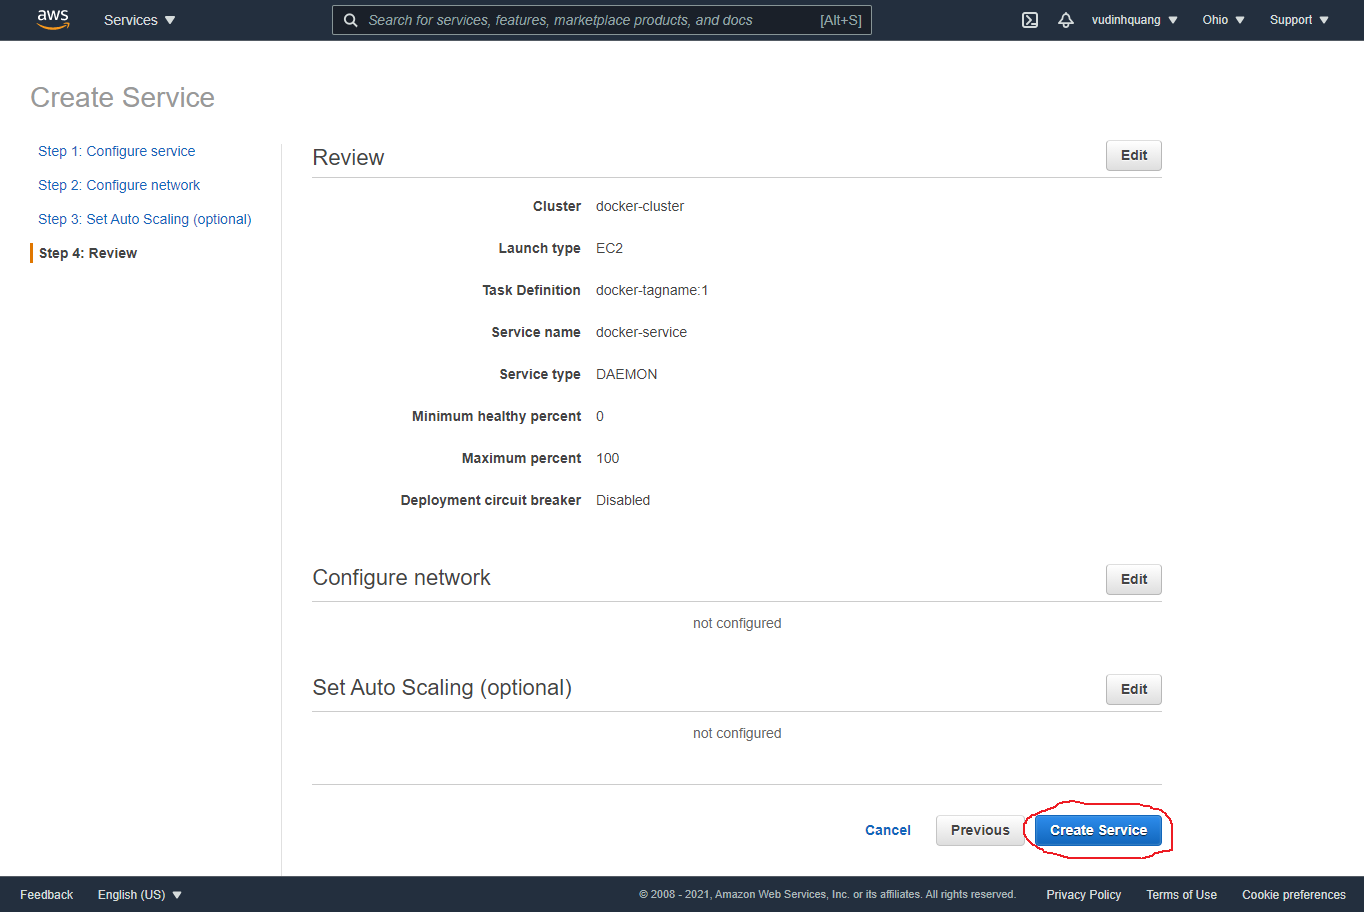 aws Services Search for services, features, marketplace products, and docs [Alt+S] vudinhquang Ohio Support
Create Service
Step 1: Configure service
Step 2: Configure network
Step 3: Set Auto Scaling (optional)
Step 4: Review
Review Edit
Cluster docker-cluster
Launch type EC2
Task Definition docker-tagname:1
Service name docker-service
Service type DAEMON
Minimum healthy percent 0
Maximum percent 100
Deployment circuit breaker Disabled
Configure network Edit
not configured
Set Auto Scaling (optional) Edit
not configured
Cancel Previous Create Service
Feedback English (US) © 2008 - 2021, Amazon Web Services, Inc. or its affiliates. All rights reserved. Privacy Policy Terms of Use Cookie preferences